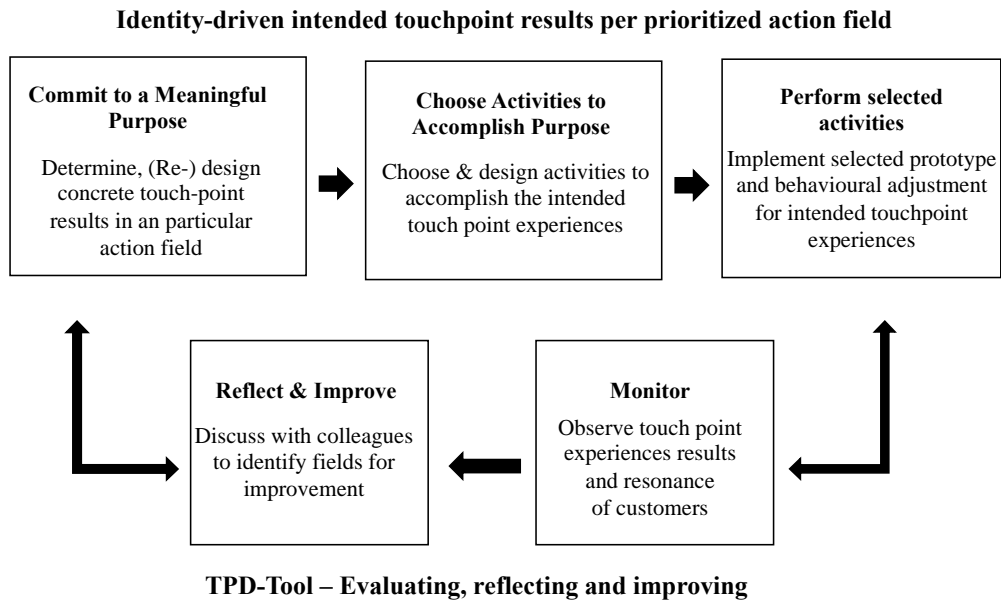 Identity-driven intended touchpoint results per prioritized action field
Commit to a Meaningful
Purpose
Determine, (Re-) design
concrete touch-point
results in an particular
action field
Choose Activities to
Accomplish Purpose
Choose & design activities to
accomplish the intended
touch point experiences
Perform selected
activities
Implement selected prototype
and behavioural adjustment
for intended touchpoint
experiences
Reflect & Improve
Discuss with colleagues
to identify fields for
improvement
Monitor
Observe touch point
experiences results
and resonance
of customers
TPD-Tool – Evaluating, reflecting and improving